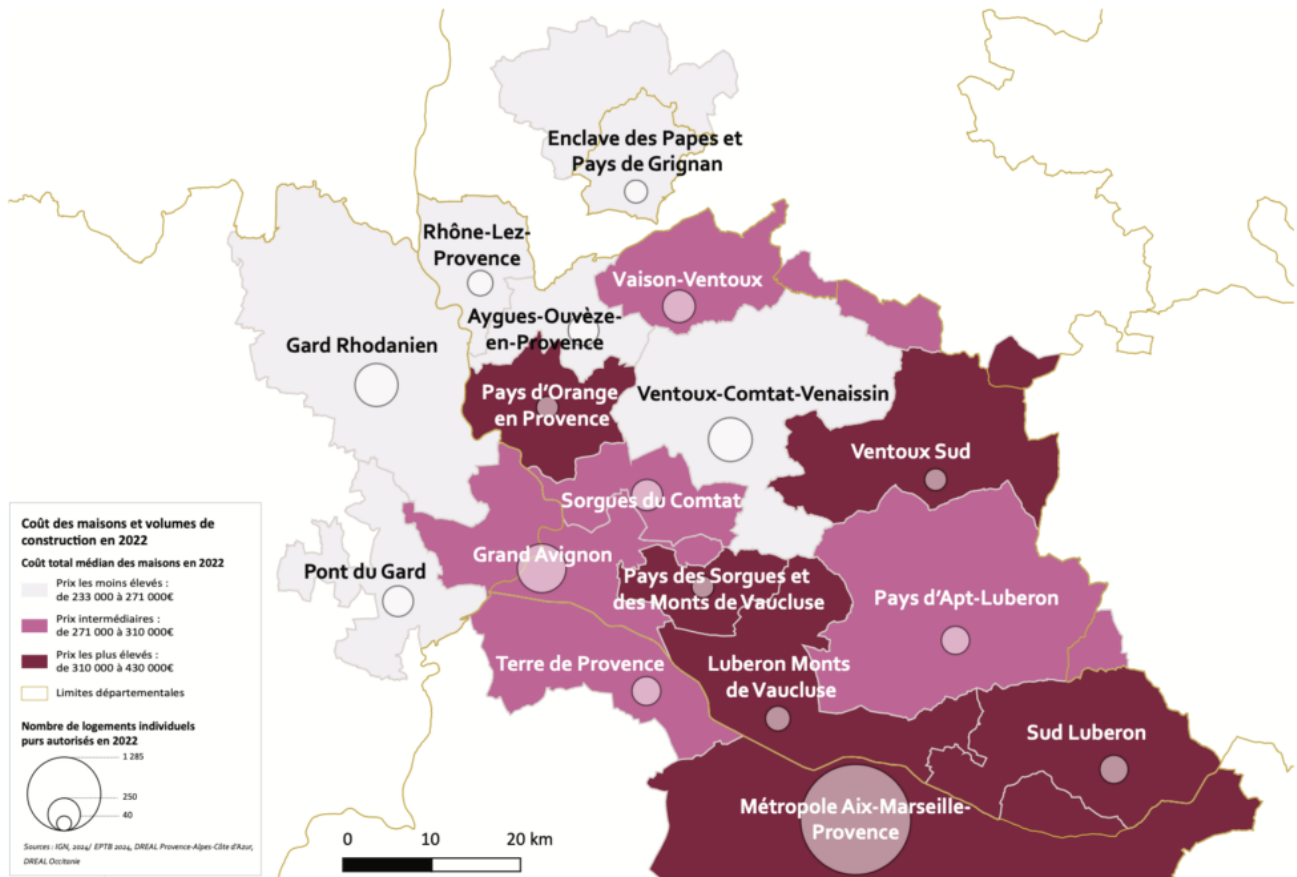 Enclave des Papes et
Pays de Grignan
Rhône-Lez-
Provence
Vaison-Ventoux
Aygues-Ouvèze-
en-Provence
Gard Rhodanien
Pays d'Orange
en Provence
Ventoux-Comtat-Venaissin
Ventoux Sud
Sorgues du Comtat
Grand Avignon
Pont du Gard
Pays des Sorgues et
des Monts de Vaucluse
Pays d'Apt-Luberon
Terre de Provence
Luberon Monts
de Vaucluse
Sud Luberon
Métropole Aix-Marseille-
Provence
Coût des maisons et volumes de
construction en 2022
Coût total médian des maisons en 2022
Prix les moins élevés :
de 233 000 à 271 000€
Prix intermédiaires :
de 271 000 à 310 000€
Prix les plus élevés :
de 310 000 à 430 000€
Limites départementales
Nombre de logements individuels
purs autorisés en 2022
1 285
250
40
Sources : IGN, 2024/ EPTB 2024, DREAL Provence-Alpes-Côte d'Azur,
DREAL Occitanie
0 10 20 km